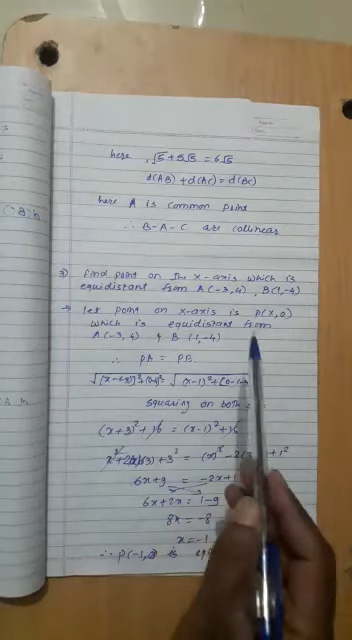 here √5 + 5√5 = 6√5
d(AB) + d(AC) = d(BC)
here A is common point
∴ B-A-C are collinear
3) find point on the x-axis which is
equidistant from A(-3,4), B(1,-4)
→ let point on x-axis is P(x,0)
which is equidistant from
A(-3,4) & B(1,-4)
∴ PA = PB
squaring on both
(x+3)² + 16 = (x-1)² + 16
6x+9 = -2x+1
6x+2x = 1-9
8x = -8
x = -1
∴ P(-1, is